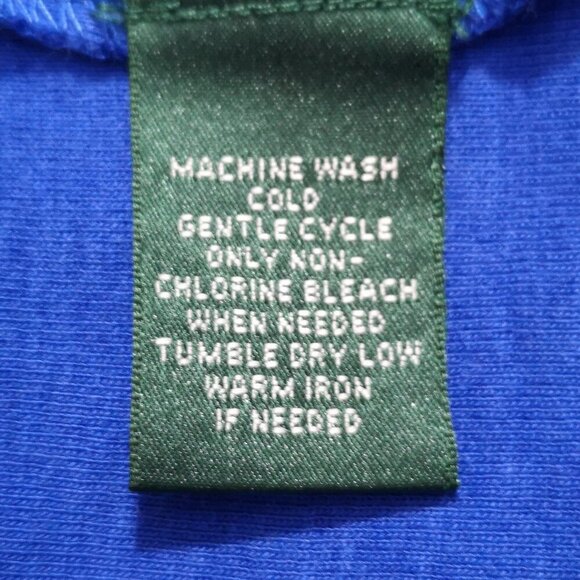 MACHINE WASH
COLD
GENTLE CYCLE
ONLY NON-
CHLORINE BLEACH
WHEN NEEDED
TUMBLE DRY LOW
WARM IRON
IF NEEDED